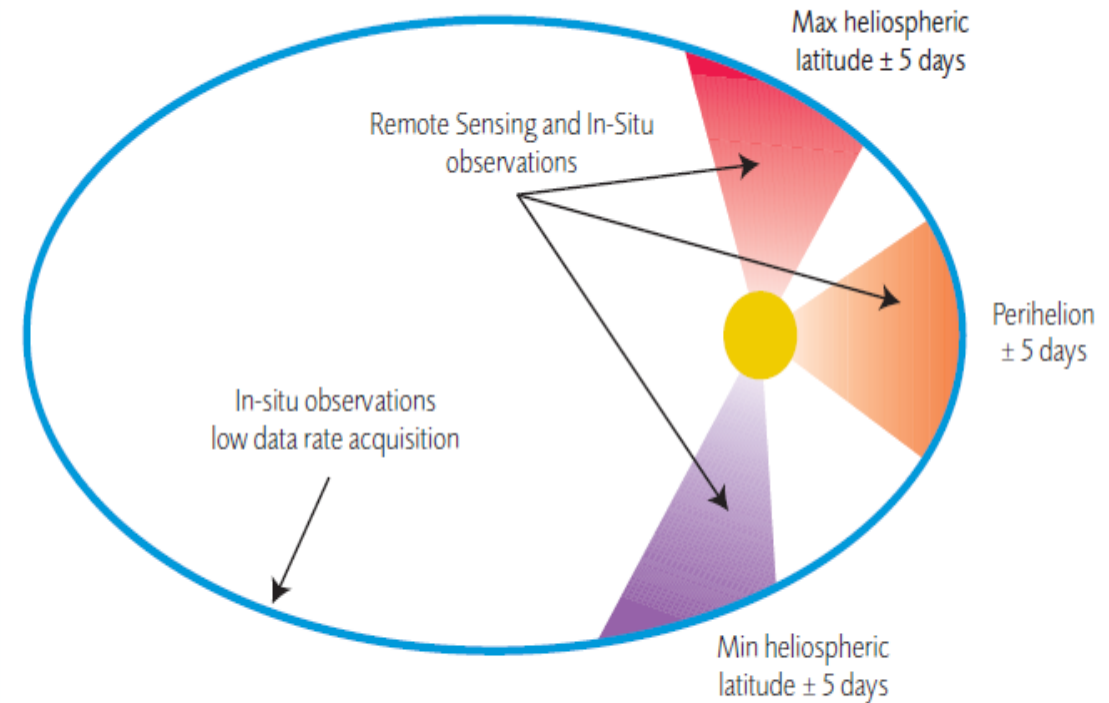 Max heliospheric
latitude ± 5 days
Remote Sensing and In-Situ
observations
Perihelion
± 5 days
In-situ observations
low data rate acquisition
Min heliospheric
latitude ± 5 days